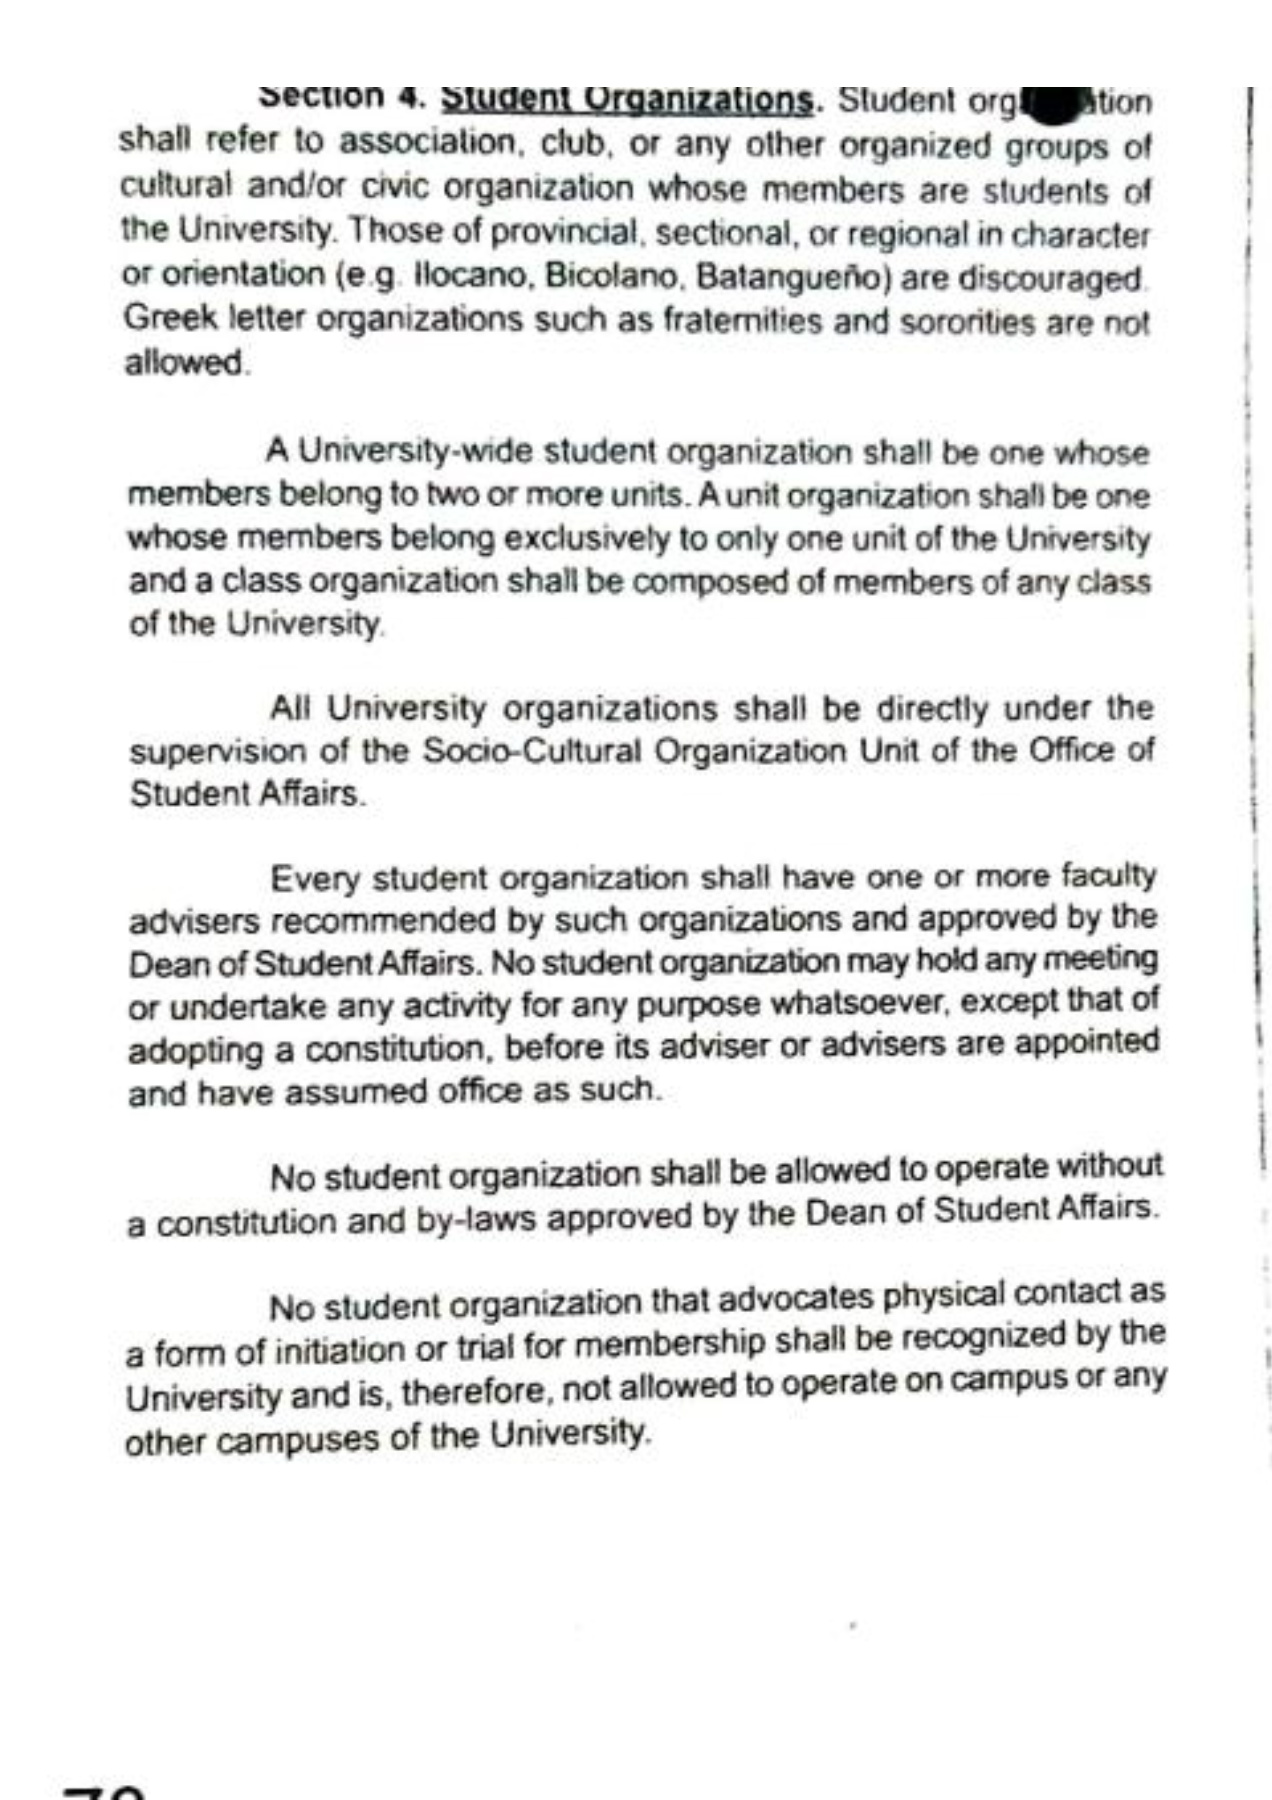 Section 4. Student Organizations. Student
shall refer to association, club, or any other organized groups of
cultural and/or civic organization whose members are students of
the University. Those of provincial, sectional, or regional in character
or orientation (e.g. Ilocano, Bicolano, Batangueño) are discouraged.
Greek letter organizations such as fraternities and sororities are not
allowed.
A University-wide student organization shall be one whose
members belong to two or more units. A unit organization shall be one
whose members belong exclusively to only one unit of the University
and a class organization shall be composed of members of any class
of the University.
All University organizations shall be directly under the
supervision of the Socio-Cultural Organization Unit of the Office of
Student Affairs.
Every student organization shall have one or more faculty
advisers recommended by such organizations and approved by the
Dean of Student Affairs. No student organization may hold any meeting
or undertake any activity for any purpose whatsoever, except that of
adopting a constitution, before its adviser or advisers are appointed
and have assumed office as such.
No student organization shall be allowed to operate without
a constitution and by-laws approved by the Dean of Student Affairs.
No student organization that advocates physical contact as
a form of initiation or trial for membership shall be recognized by the
University and is, therefore, not allowed to operate on campus or any
other campuses of the University.